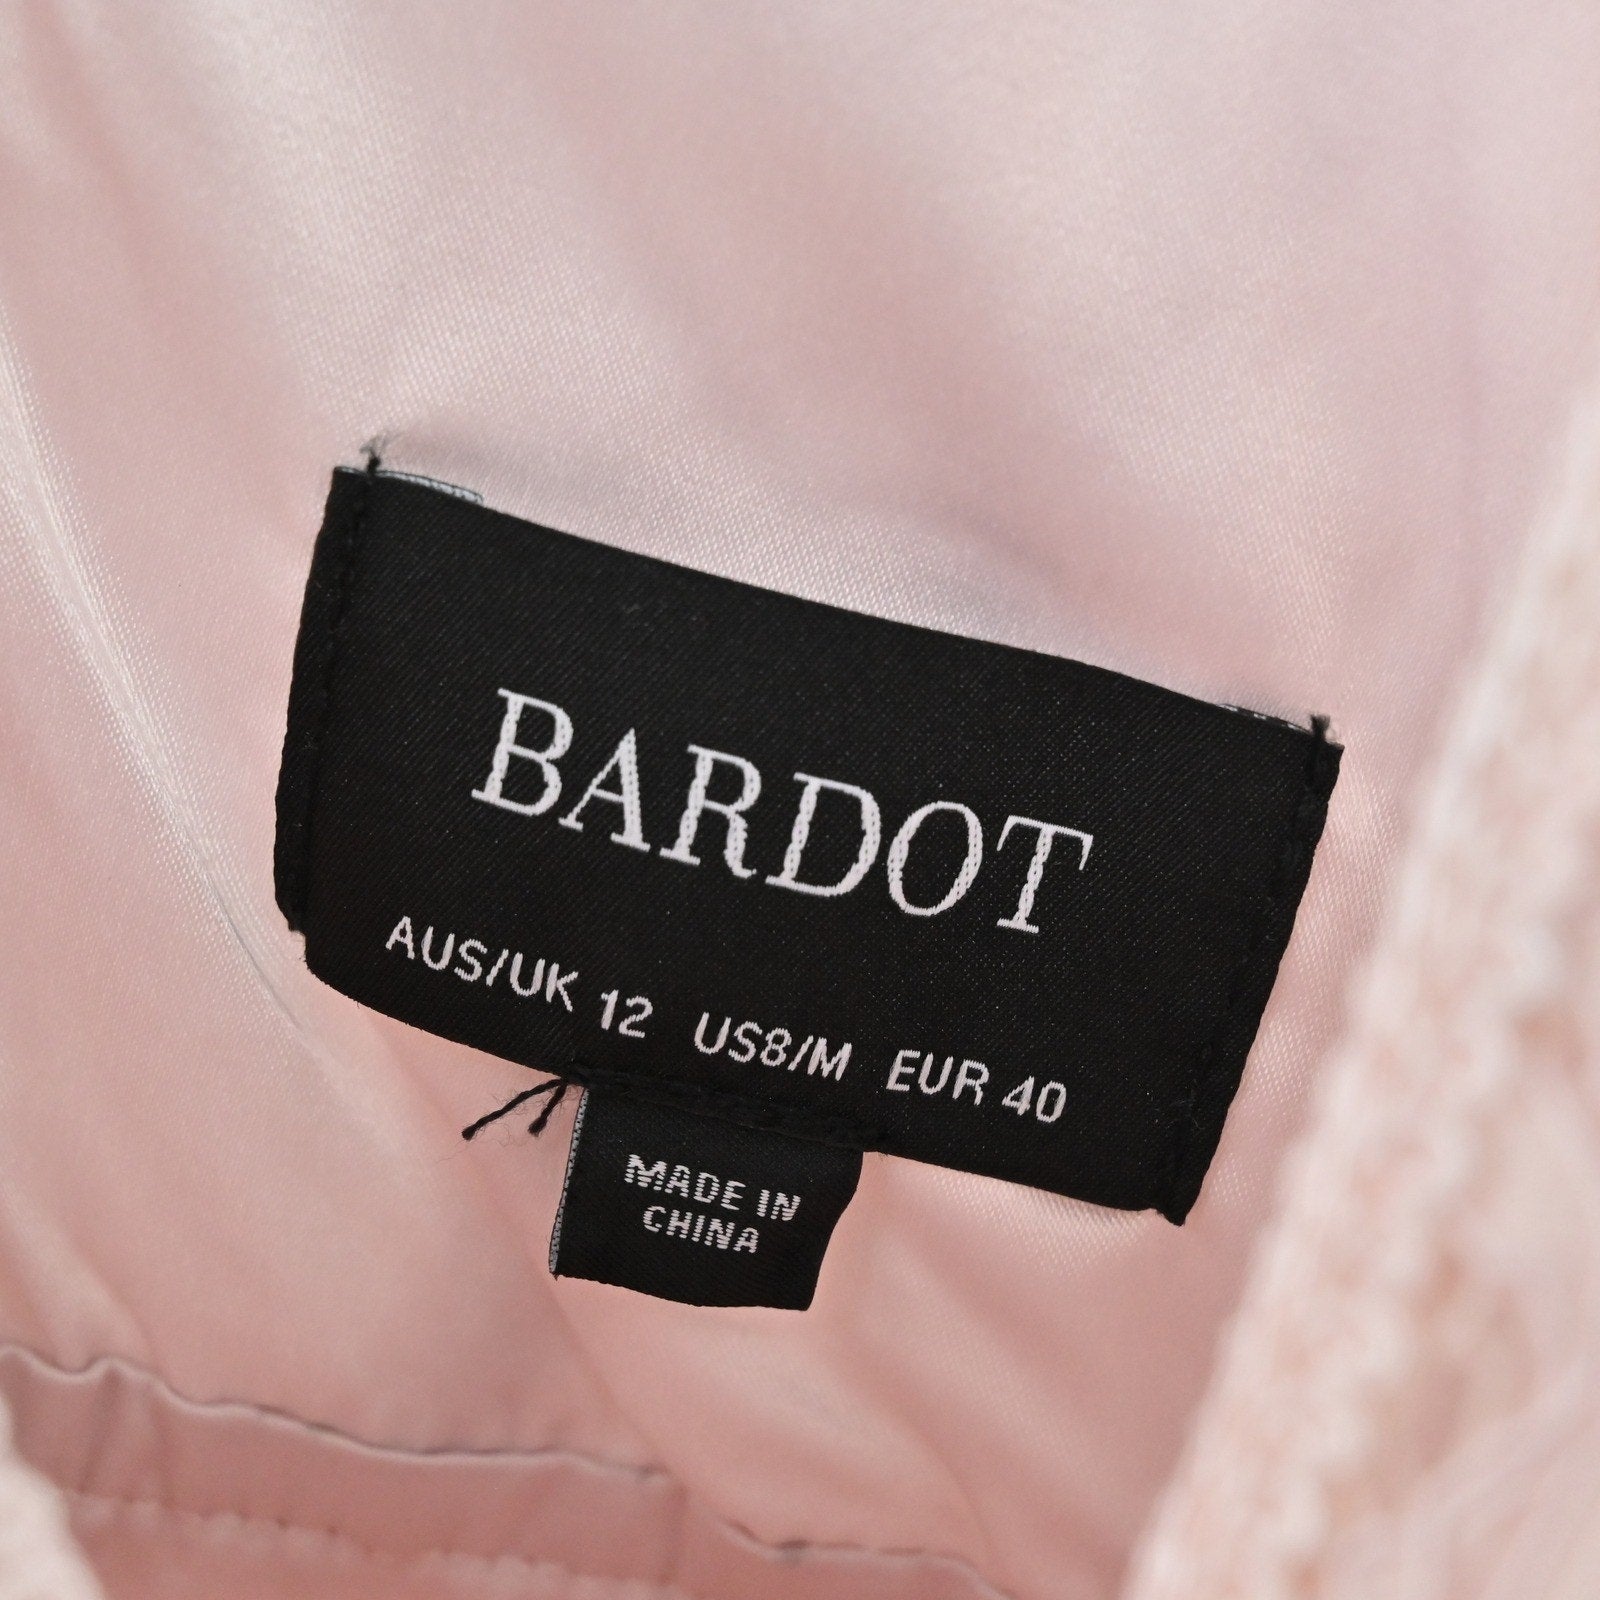 BARDOT
AUS/UK 12 US8/M EUR 40
MADE IN
CHINA